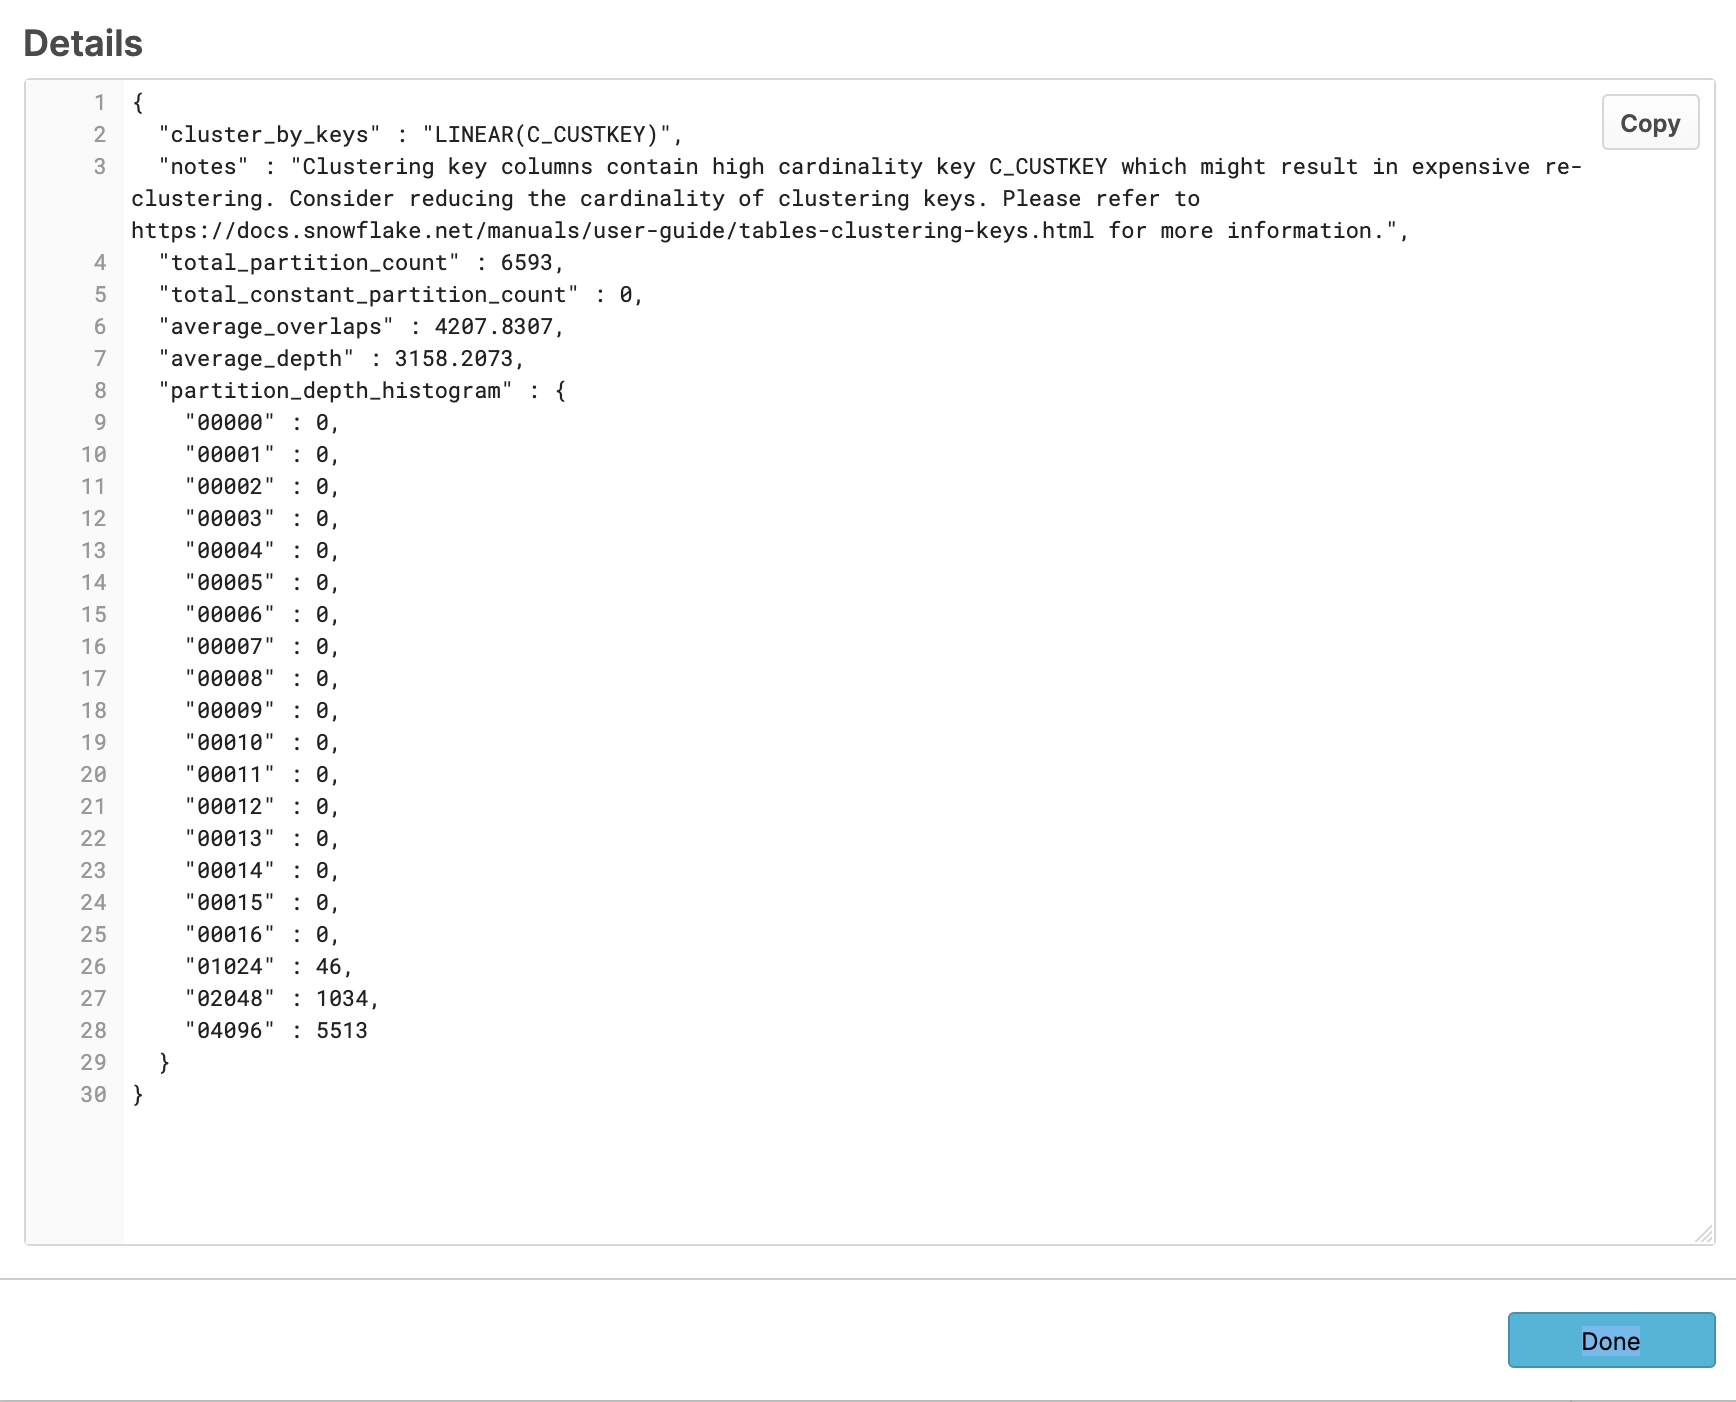 Details
Copy
1 {
2   "cluster_by_keys" : "LINEAR(C_CUSTKEY)",
3   "notes" : "Clustering key columns contain high cardinality key C_CUSTKEY which might result in expensive re-
clustering. Consider reducing the cardinality of clustering keys. Please refer to
https://docs.snowflake.net/manuals/user-guide/tables-clustering-keys.html for more information.",
4   "total_partition_count" : 6593,
5   "total_constant_partition_count" : 0,
6   "average_overlaps" : 4207.8307,
7   "average_depth" : 3158.2073,
8   "partition_depth_histogram" : {
9     "00000" : 0,
10     "00001" : 0,
11     "00002" : 0,
12     "00003" : 0,
13     "00004" : 0,
14     "00005" : 0,
15     "00006" : 0,
16     "00007" : 0,
17     "00008" : 0,
18     "00009" : 0,
19     "00010" : 0,
20     "00011" : 0,
21     "00012" : 0,
22     "00013" : 0,
23     "00014" : 0,
24     "00015" : 0,
25     "00016" : 0,
26     "01024" : 46,
27     "02048" : 1034,
28     "04096" : 5513
29   }
30 }
Done